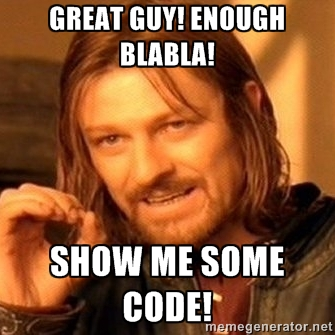 GREAT GUY! ENOUGH
BLABLA!
SHOW ME SOME
CODE!
memegenerator.net